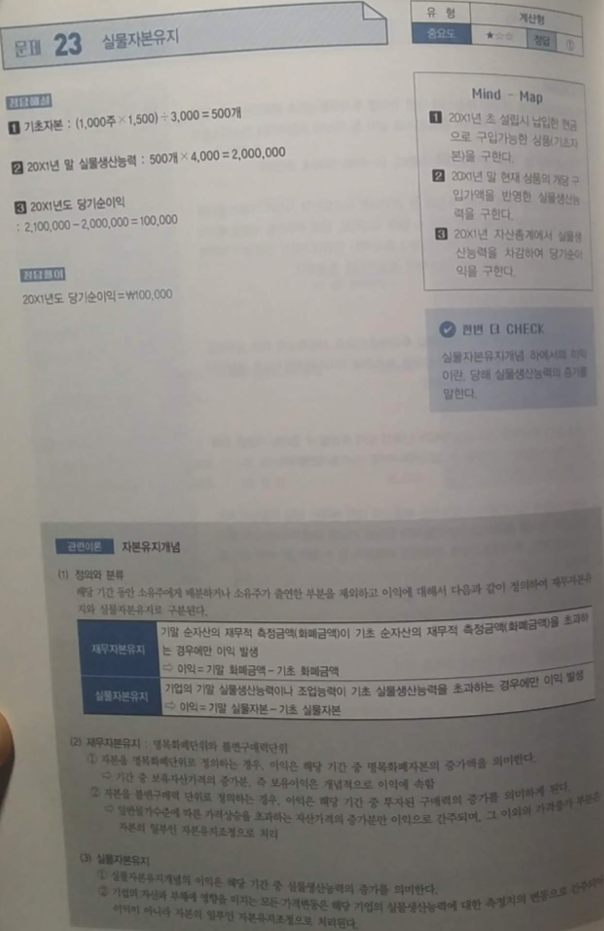 문제 23 실물자본유지
유 형 계산형
중요도 ★☆☆ 정답 ①
정답해설
1 기초자본 : (1,000주×1,500)÷3,000=500개
2 20X1년 말 실물생산능력 : 500개×4,000=2,000,000
3 20X1년도 당기순이익
: 2,100,000-2,000,000=100,000
정답해이
20X1년도 당기순이익=₩100,000
Mind - Map
1 20X1년 초 설립시 납입한 현금
으로 구입가능한 상품(기초자
본)을 구한다.
2 20X1년 말 현재 상품의 개당 구
입가액을 반영한 실물생산능
력을 구한다.
3 20X1년 자산총계에서 실물생
산능력을 차감하여 당기순이
익을 구한다.
한번 더 CHECK
실물자본유지개념 하에서의 이익
이란, 당해 실물생산능력의 증가를
말한다.
관련이론 자본유지개념
(1) 정의와 분류
해당 기간 동안 소유주에게 배분하거나 소유주가 출연한 부분을 제외하고 이익에 대해서 다음과 같이 정의하여 재무자본유
지와 실물자본유지로 구분된다.
재무자본유지
기말 순자산의 재무적 측정금액(화폐금액)이 기초 순자산의 재무적 측정금액(화폐금액)을 초과하
는 경우에만 이익 발생
⇨ 이익=기말 화폐금액-기초 화폐금액
실물자본유지
기업의 기말 실물생산능력이나 조업능력이 기초 실물생산능력을 초과하는 경우에만 이익 발생
⇨ 이익=기말 실물자본-기초 실물자본
(2) 재무자본유지 : 명목화폐단위와 불변구매력단위
① 자본을 명목화폐단위로 정의하는 경우, 이익은 해당 기간 중 명목화폐자본의 증가액을 의미한다.
⇨ 기간 중 보유자산가격의 증가분, 즉 보유이익은 개념적으로 이익에 속함
② 자본을 불변구매력 단위로 정의하는 경우, 이익은 해당 기간 중 투자된 구매력의 증가를 의미하게 된다.
⇨ 일반물가수준에 따른 가격상승을 초과하는 자산가격의 증가분만 이익으로 간주되며, 그 이외의 가격증가 부분은
자본의 일부인 자본유지조정으로 처리
(3) 실물자본유지
① 실물자본유지개념의 이익은 해당 기간 중 실물생산능력의 증가를 의미한다.
② 기업의 자산과 부채에 영향을 미치는 모든 가격변동은 해당 기업의 실물생산능력에 대한 측정치의 변동으로 간주되어
이익이 아니라 자본의 일부인 자본유지조정으로 처리된다.